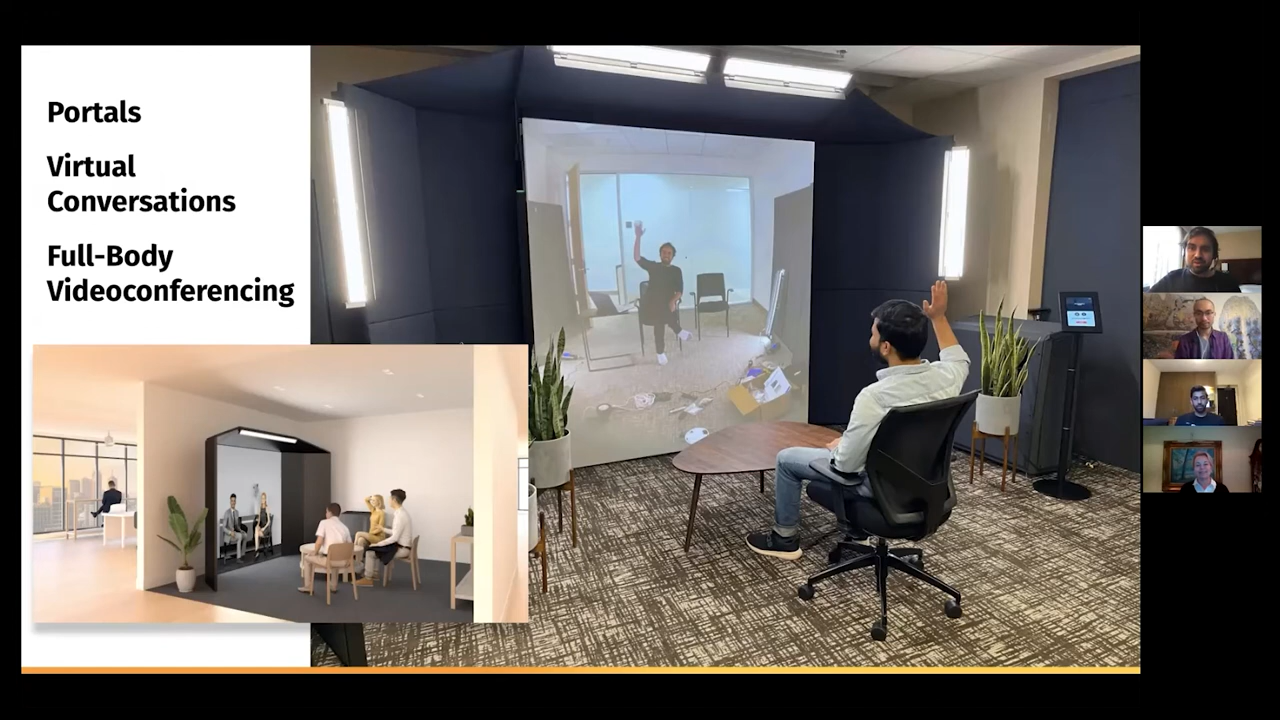 Portals
Virtual
Conversations
Full-Body
Videoconferencing